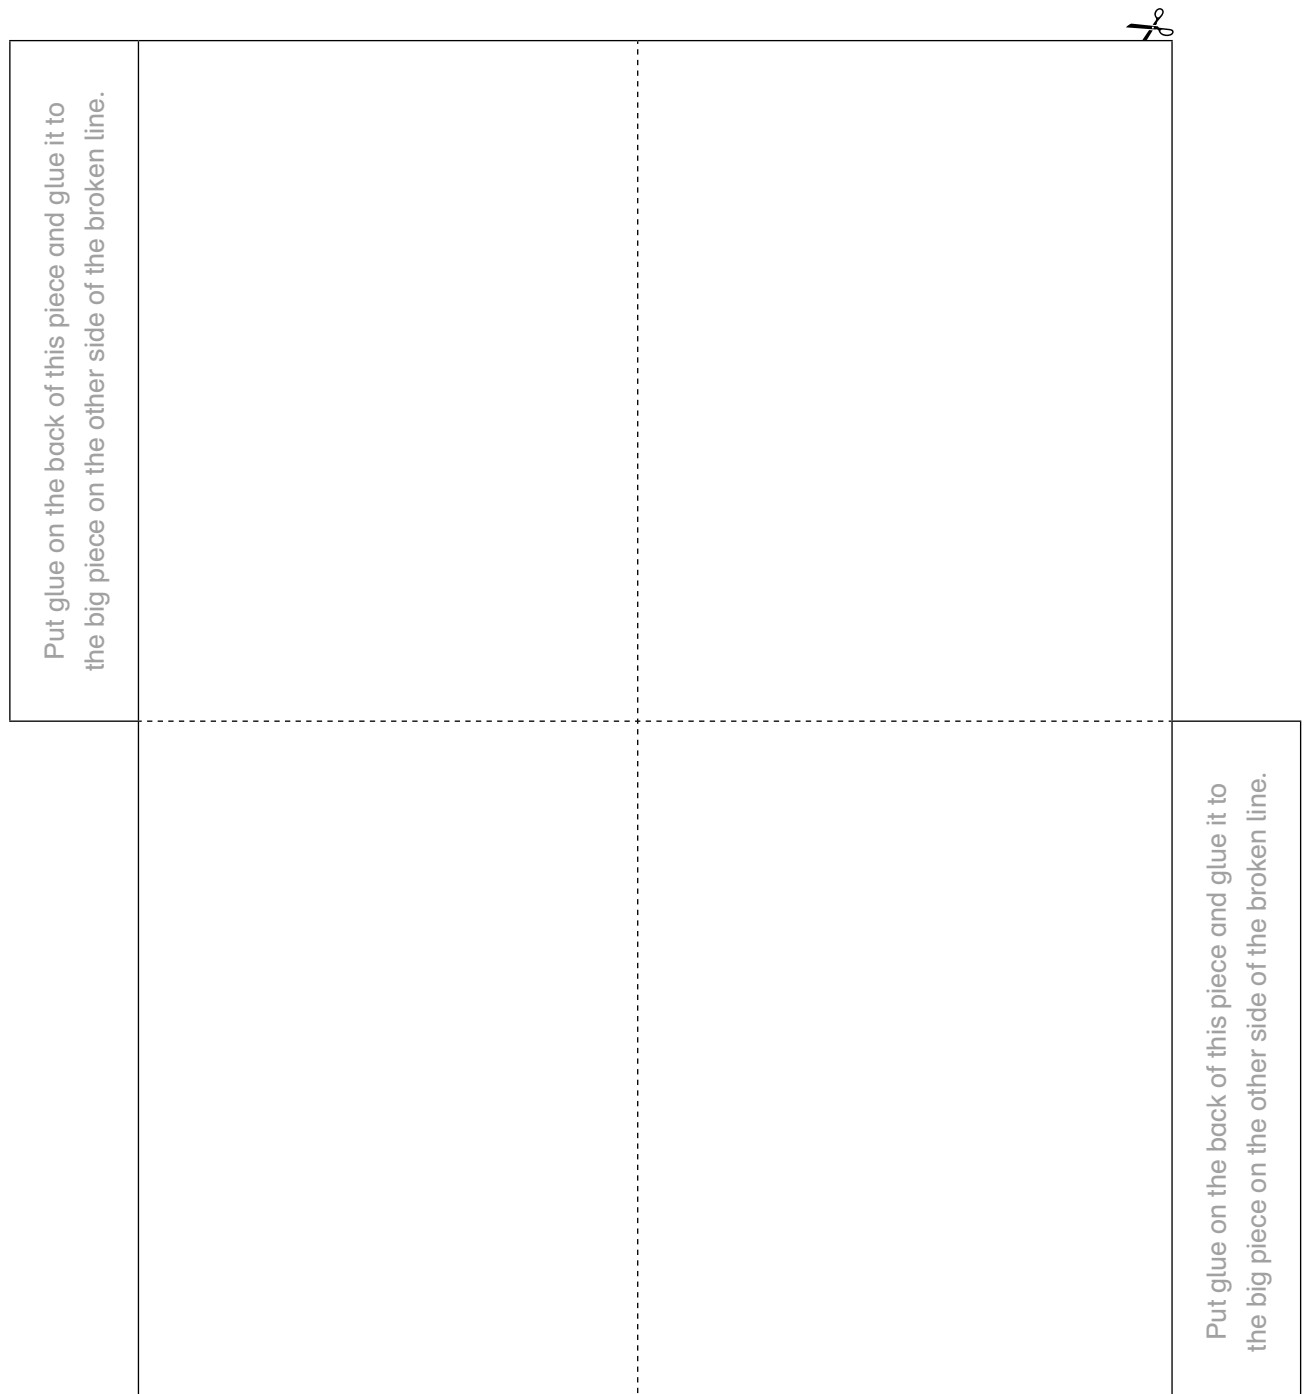 Put glue on the back of this piece and glue it to
the big piece on the other side of the broken line.
Put glue on the back of this piece and glue it to
the big piece on the other side of the broken line.